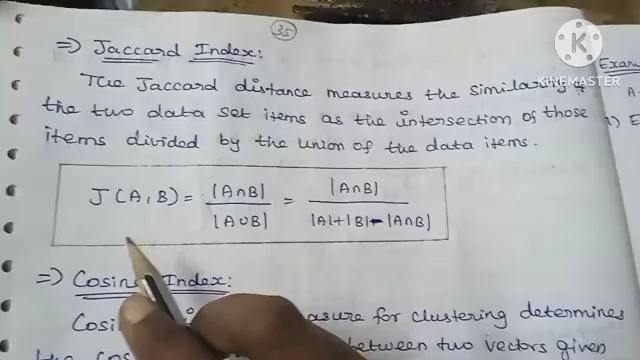 35
⇒ Jaccard Index:
The Jaccard distance measures the similarity of
the two data set items as the intersection of those
items divided by the union of the data items.
J(A,B) = |A∩B| / |A∪B| = |A∩B| / |A|+|B|-|A∩B|
⇒ Cosine Index:
for clustering determines
between two vectors given
Exam
A
KINEMASTER